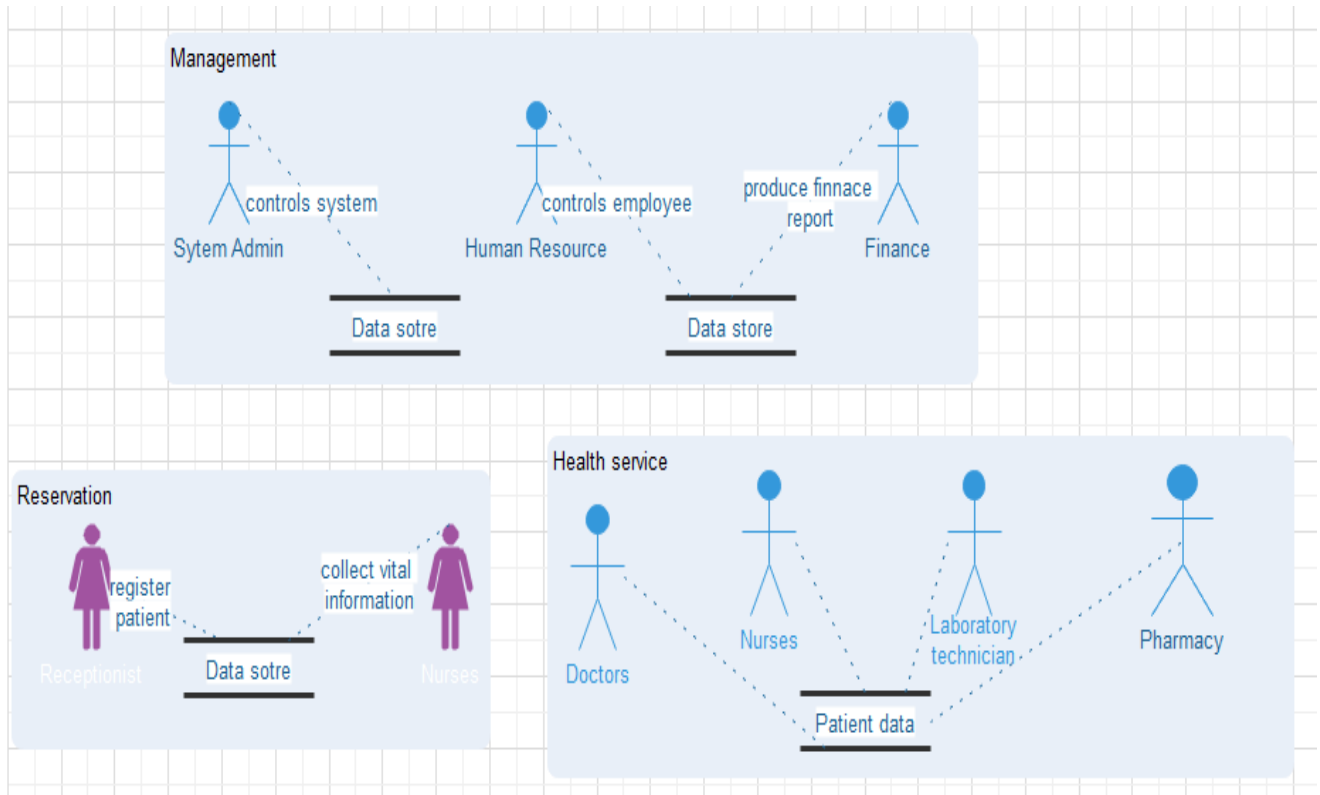 Management
controls system
controls employee
produce finnace
report
Sytem Admin
Human Resource
Finance
Data sotre
Data store
Reservation
register
patient
collect vital
information
Receptionist
Nurses
Data sotre
Health service
Doctors
Nurses
Laboratory
technician
Pharmacy
Patient data